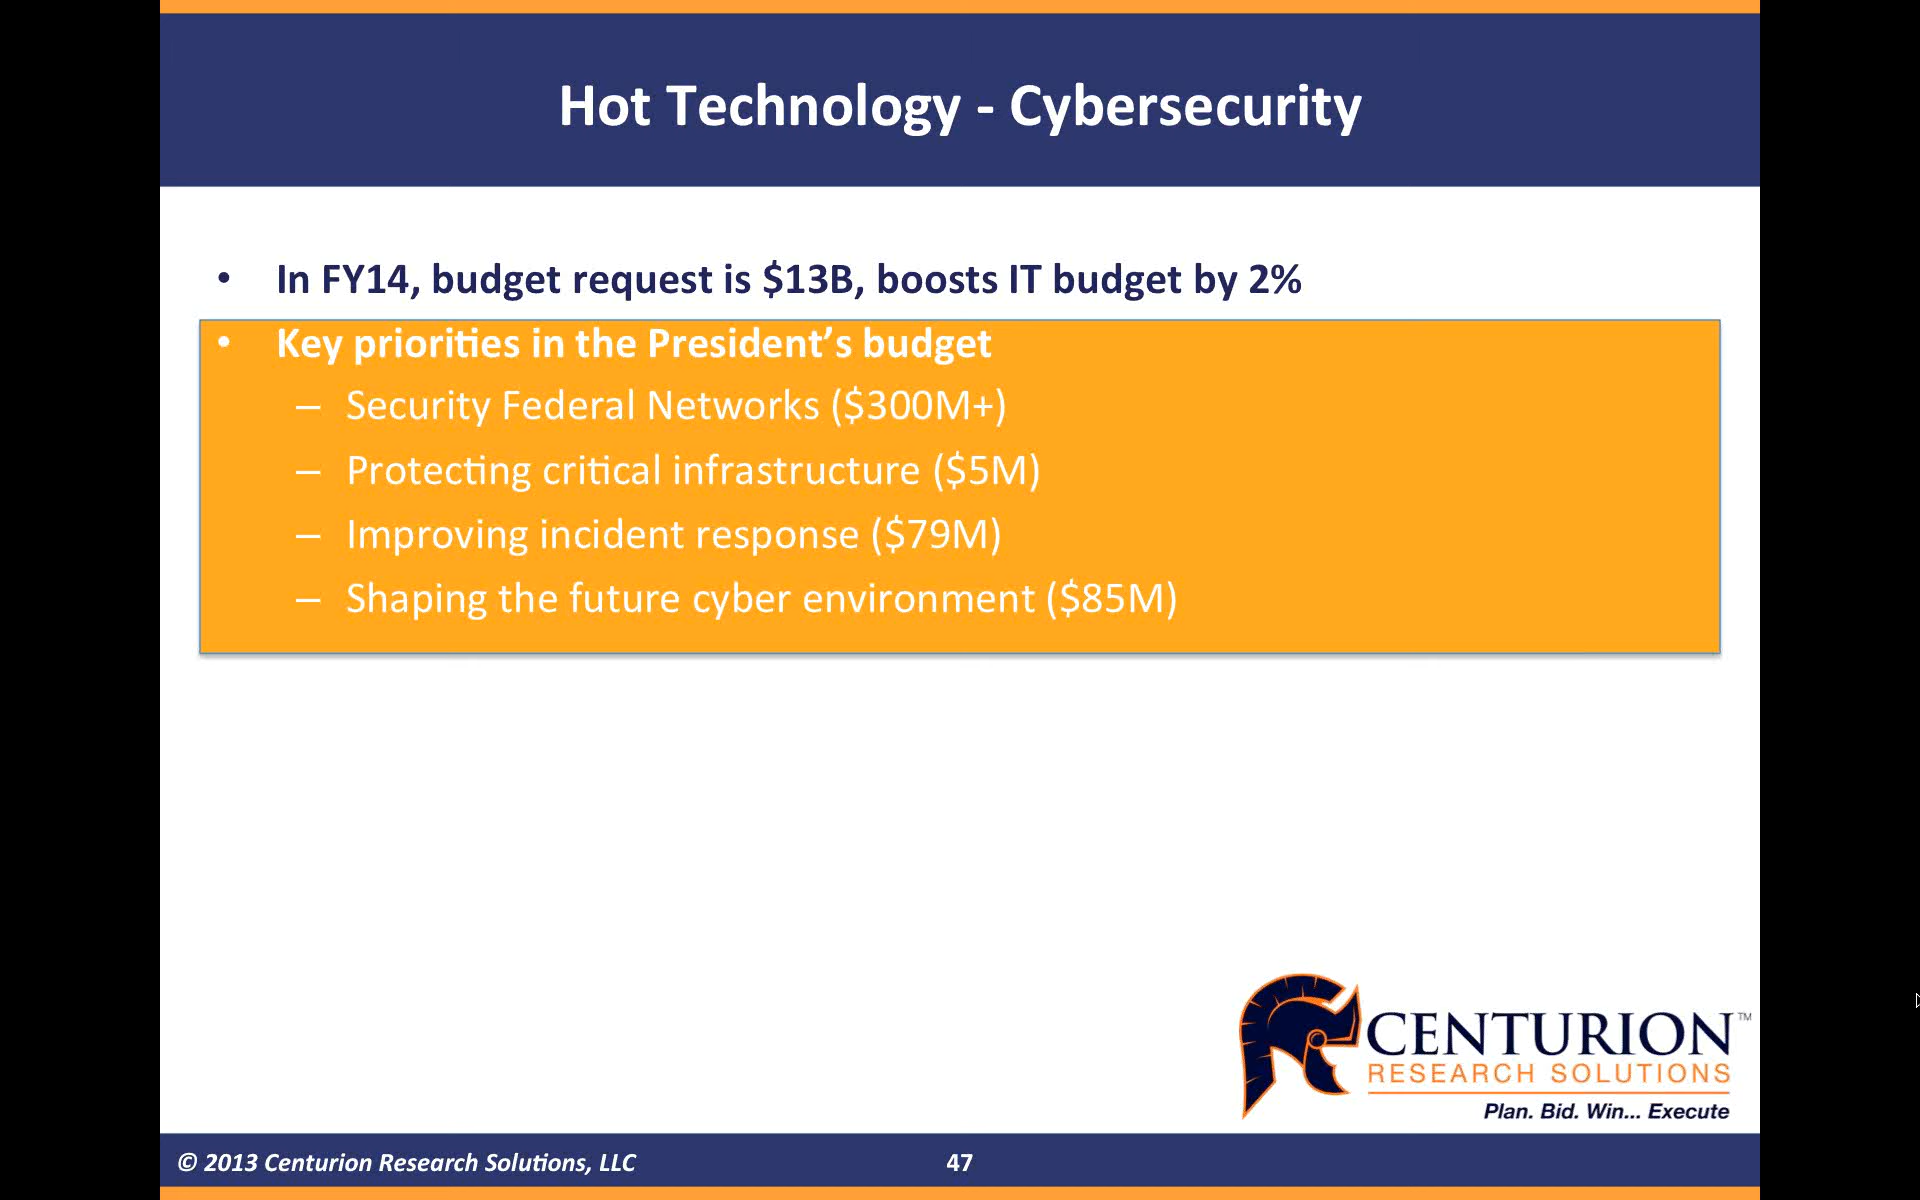 Hot Technology - Cybersecurity
• In FY14, budget request is $13B, boosts IT budget by 2%
• Key priorities in the President’s budget
– Security Federal Networks ($300M+)
– Protecting critical infrastructure ($5M)
– Improving incident response ($79M)
– Shaping the future cyber environment ($85M)
CENTURION™
RESEARCH SOLUTIONS
Plan. Bid. Win... Execute
© 2013 Centurion Research Solutions, LLC
47